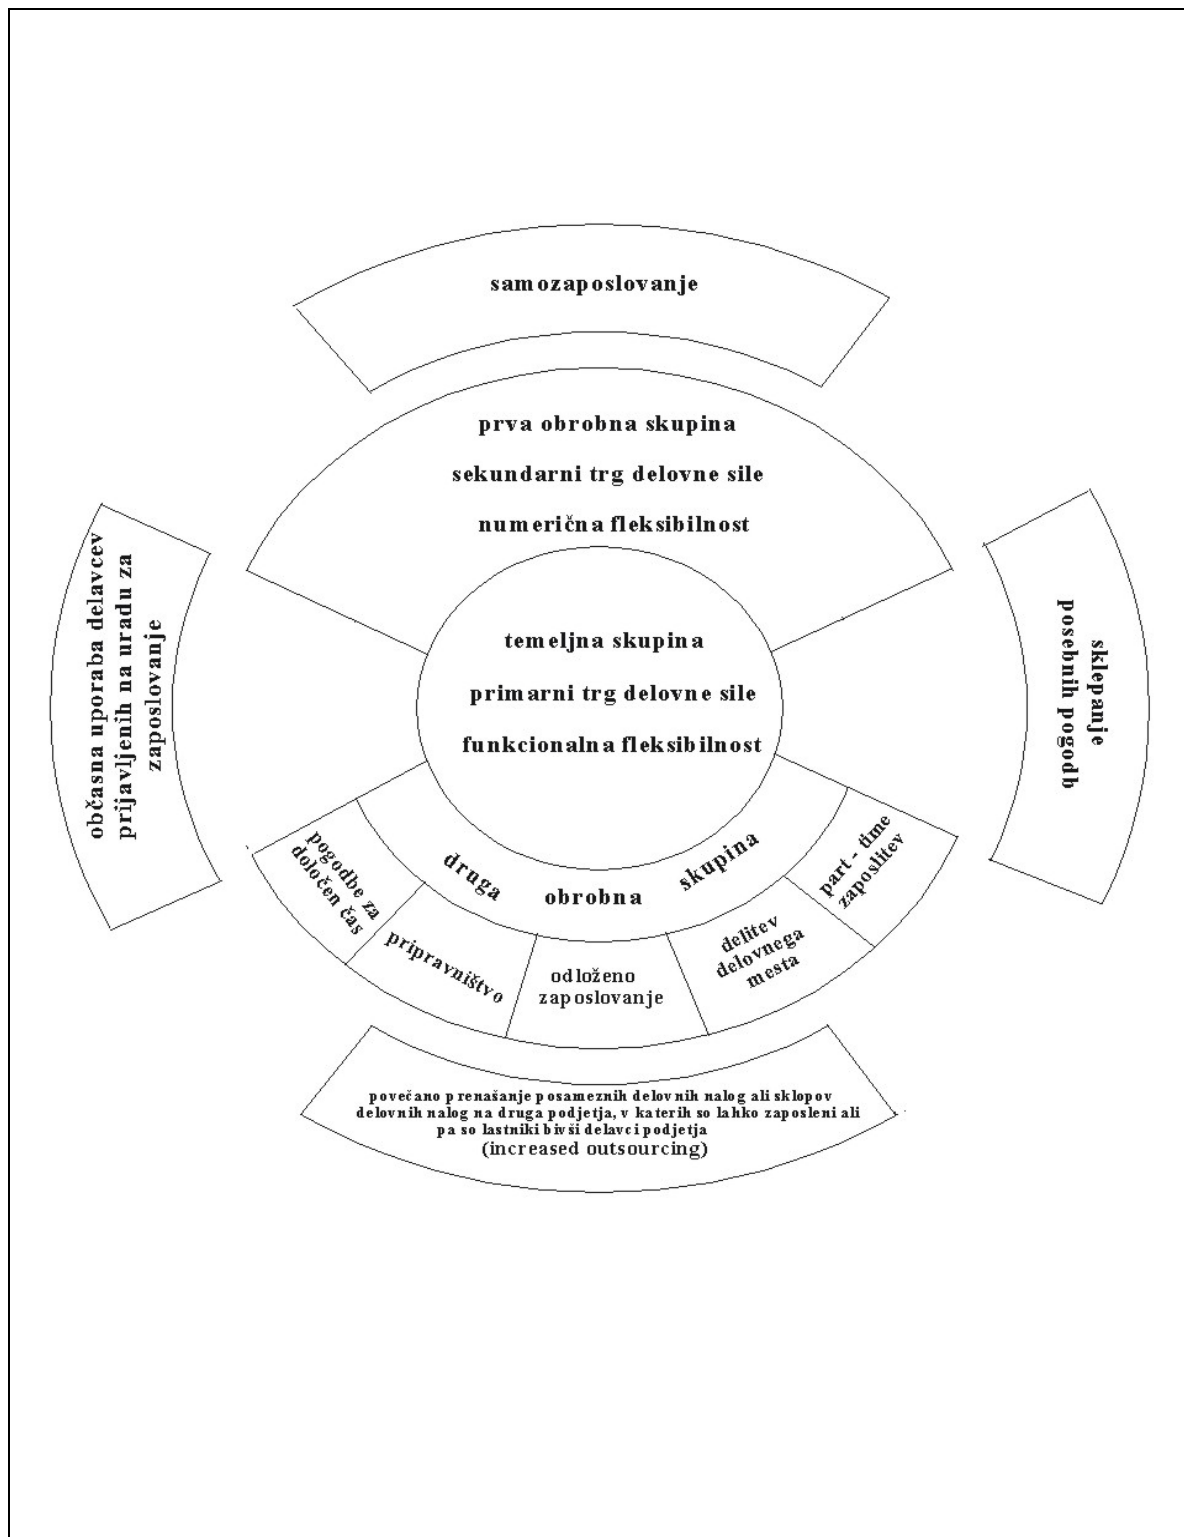 samozaposlovanje
prva obrobna skupina
sekundarni trg delovne sile
numerična fleksibilnost
občasna uporaba delavcev
prijavljenih na uradu za
zaposlovanje
temeljna skupina
primarni trg delovne sile
funkcionalna fleksibilnost
sklepanje
posebnih pogodb
druga
obrobna
skupina
pogodbe za
določen čas
pripravništvo
odloženo
zaposlovanje
delitev
delovnega
mesta
part - time
zaposlitev
povečano prenašanje posameznih delovnih nalog ali sklopov
delovnih nalog na druga podjetja, v katerih so lahko zaposleni ali
pa so lastniki bivši delavci podjetja
(increased outsourcing)